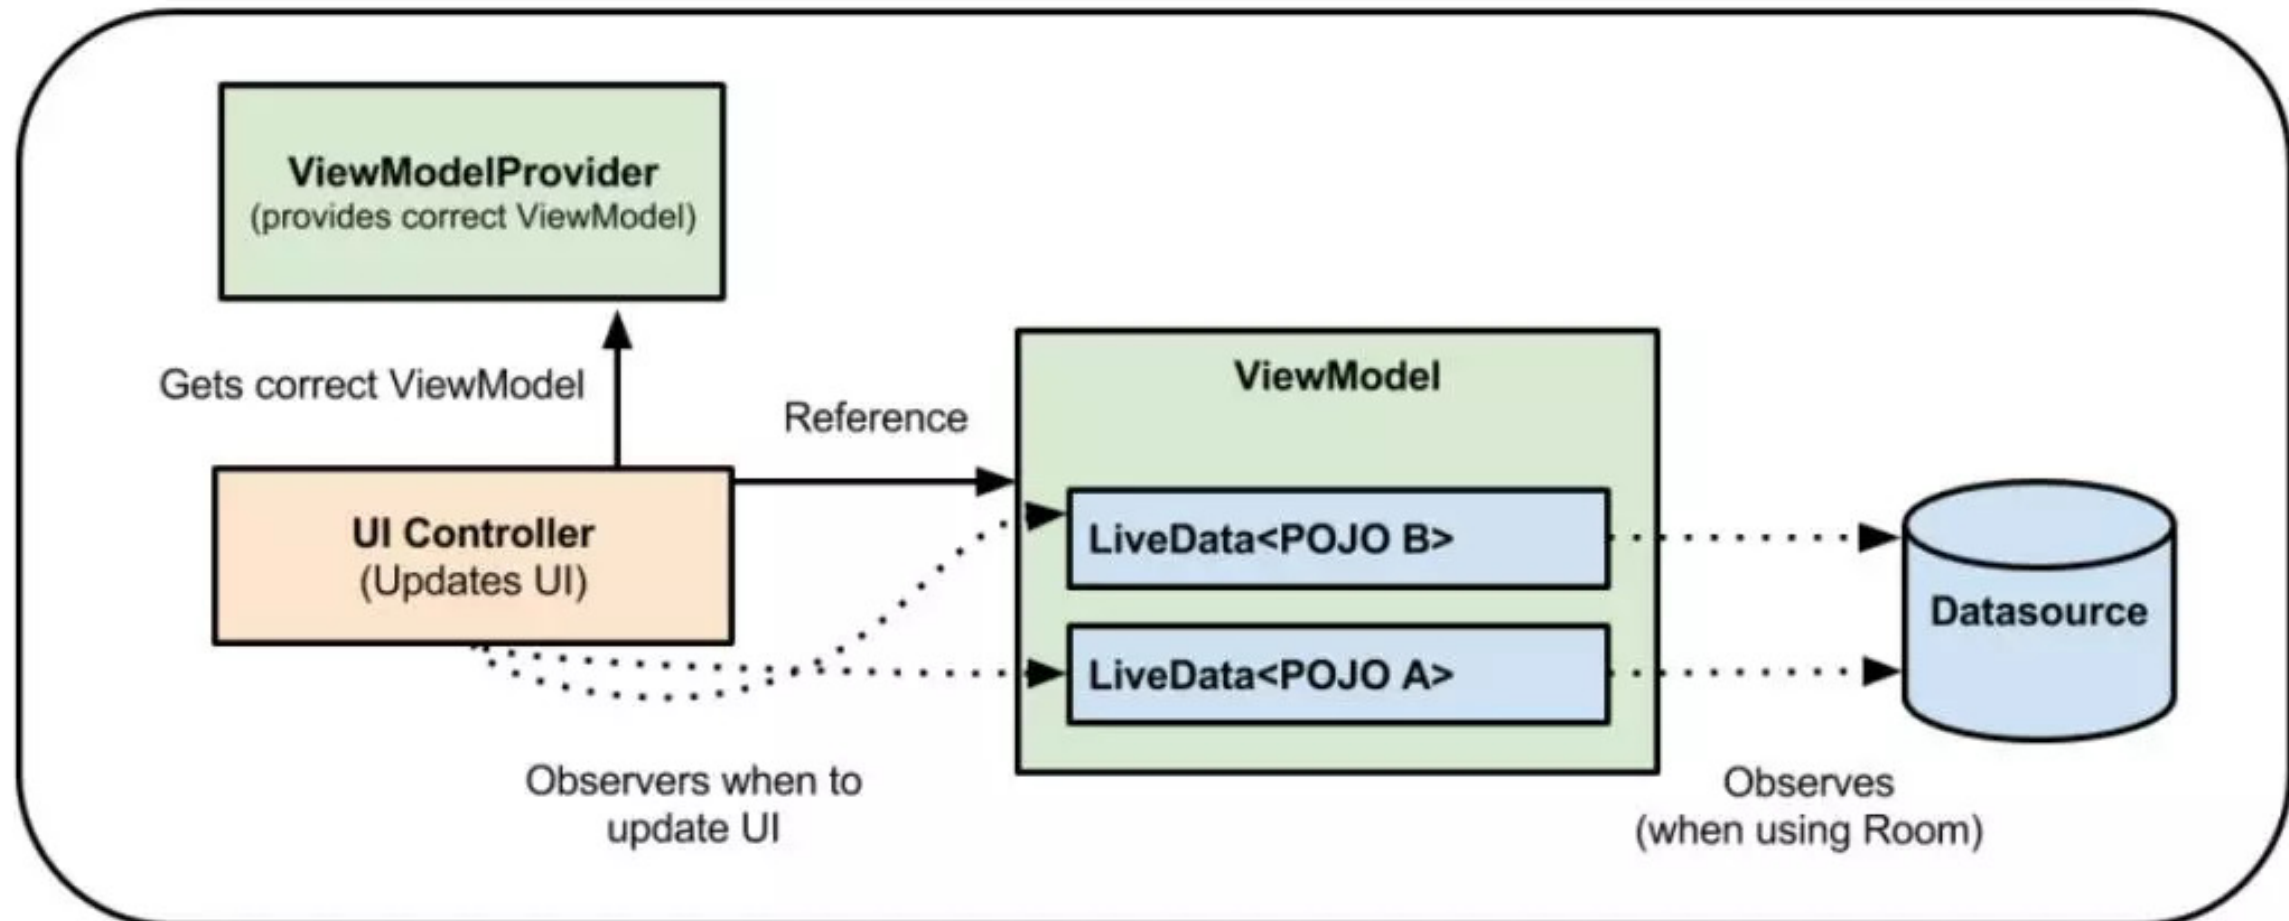 ViewModelProvider
(provides correct ViewModel)
Gets correct ViewModel
Reference
ViewModel
UI Controller
(Updates UI)
LiveData<POJO B>
LiveData<POJO A>
Datasource
Observers when to
update UI
Observes
(when using Room)